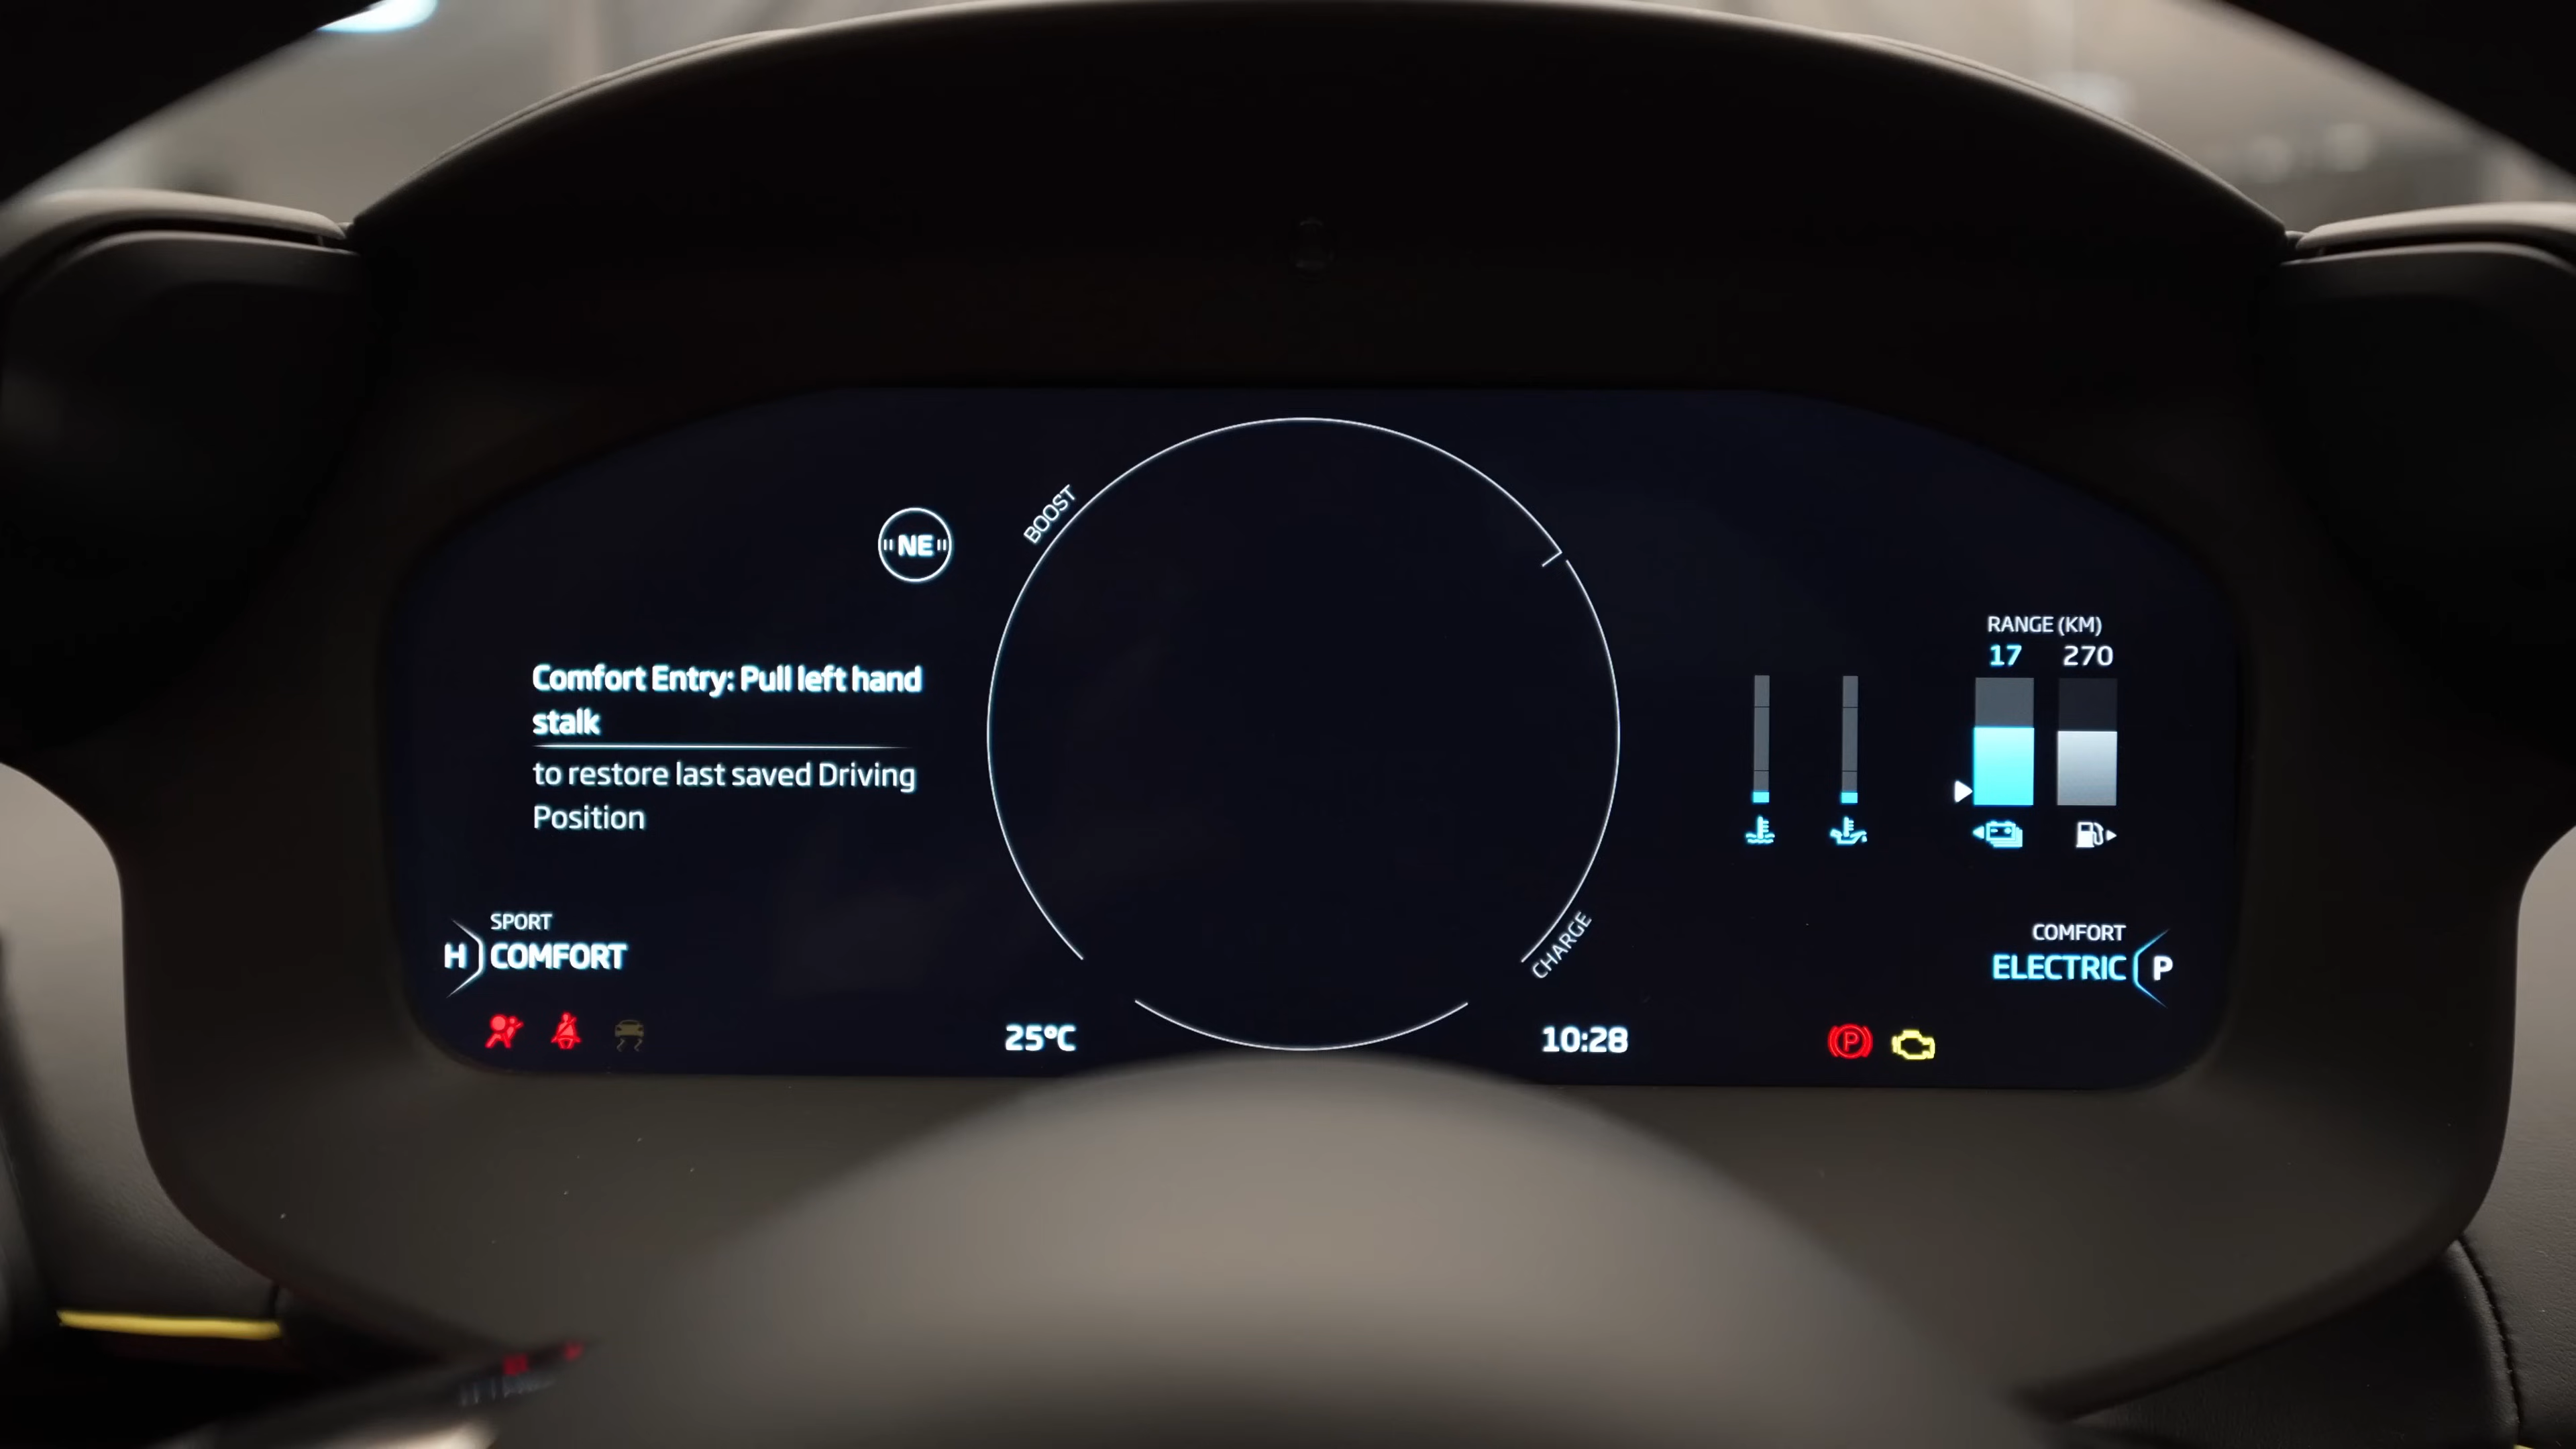 NE
BOOST
RANGE (KM)
17 270
Comfort Entry: Pull left hand
stalk
to restore last saved Driving
Position
CHARGE
SPORT
H COMFORT
COMFORT
ELECTRIC P
25°C
10:28
P